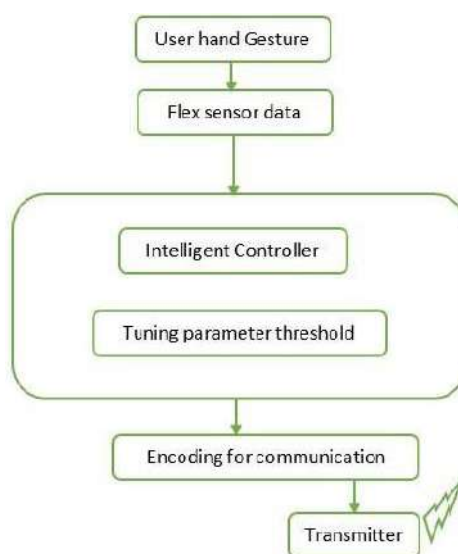 User hand Gesture
Flex sensor data
Intelligent Controller
Tuning parameter threshold
Encoding for communication
Transmitter